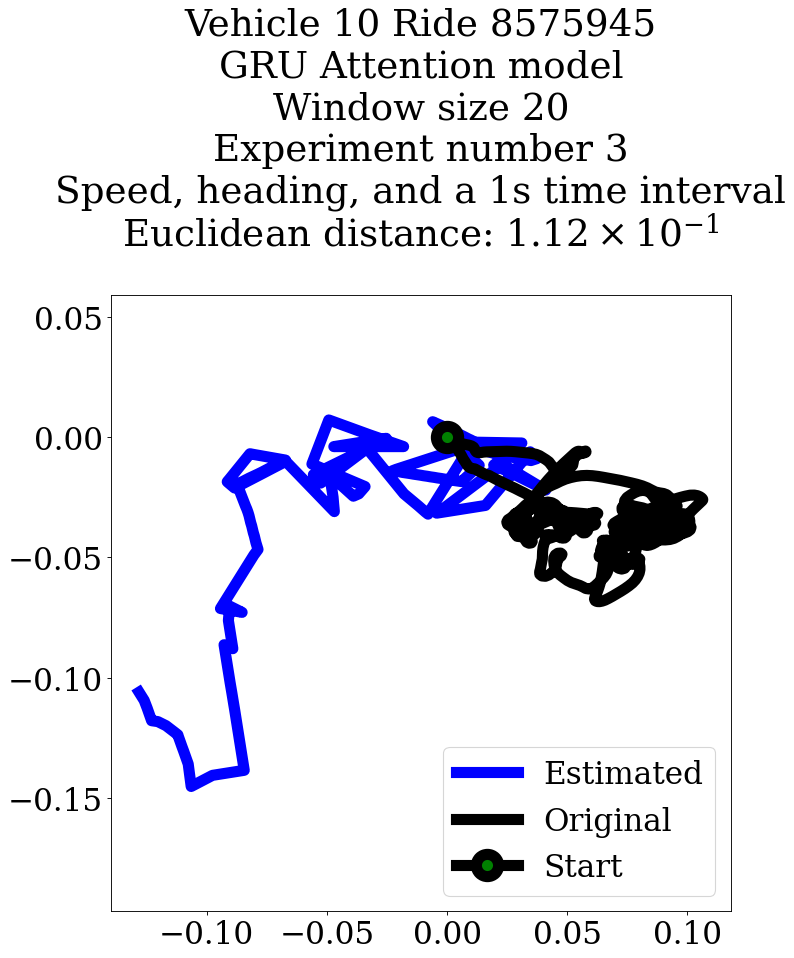 Vehicle 10 Ride 8575945
GRU Attention model
Window size 20
Experiment number 3
Speed, heading, and a 1s time interval
Euclidean distance: 1.12 × 10⁻¹
0.05
0.00
−0.05
−0.10
−0.15
Estimated
Original
Start
−0.10 −0.05 0.00 0.05 0.10